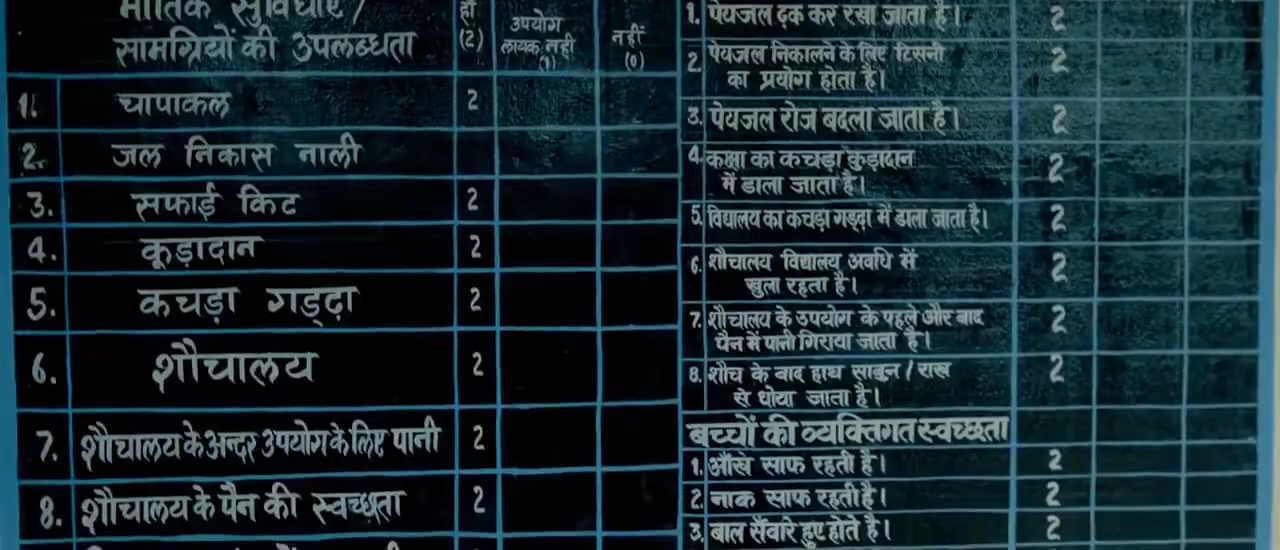 भौतिक सुविधाएँ /
सामग्रियों की उपलब्धता
हाँ
(2)
उपयोग
लायक नहीं
(1)
नहीं
(0)
1. चापाकल 2
2. जल निकास नाली
3. सफाई किट 2
4. कूड़ादान 2
5. कचड़ा गड्ढ़ा 2
6. शौचालय 2
7. शौचालय के अन्दर उपयोग के लिए पानी 2
8. शौचालय के पैन की स्वच्छता 2
1. पेयजल ढ़क कर रखा जाता है। 2
2. पेयजल निकालने के लिए टिसनी 2
का प्रयोग होता है।
3. पेयजल रोज बदला जाता है। 2
4. कक्षा का कचड़ा कुड़ादान 2
में डाला जाता है।
5. विद्यालय का कचड़ा गड्ढ़ा में डाला जाता है। 2
6. शौचालय विद्यालय अवधि में 2
खुला रहता है।
7. शौचालय के उपयोग के पहले और बाद 2
पैन में पानी गिराया जाता है।
8. शौच के बाद हाथ साबुन / राख 2
से धोया जाता है।
बच्चों की व्यक्तिगत स्वच्छता
1. आँखे साफ रहती है। 2
2. नाक साफ रहती है। 2
3. बाल सँवारे हुए होते है। 2